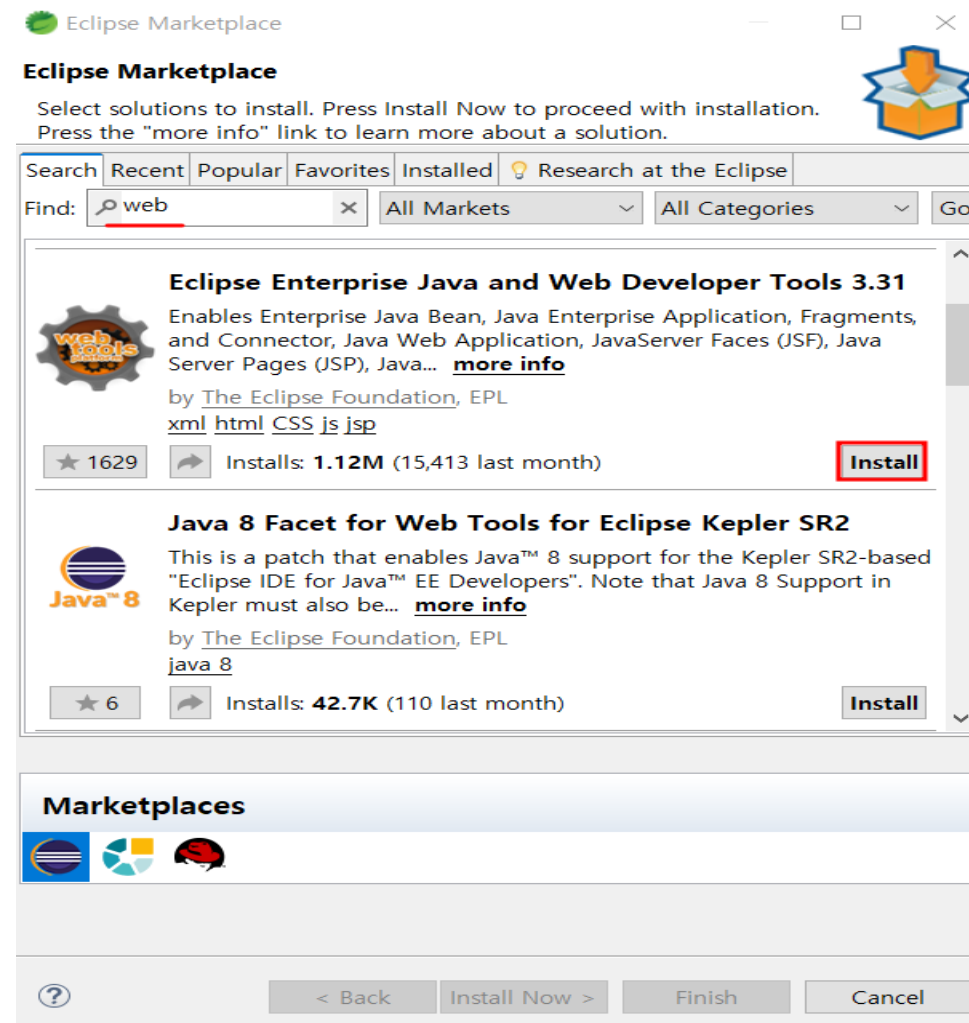 Eclipse Marketplace
Eclipse Marketplace
Select solutions to install. Press Install Now to proceed with installation.
Press the "more info" link to learn more about a solution.
Search Recent Popular Favorites Installed Research at the Eclipse
Find: web All Markets All Categories Go
Eclipse Enterprise Java and Web Developer Tools 3.31
Enables Enterprise Java Bean, Java Enterprise Application, Fragments,
and Connector, Java Web Application, JavaServer Faces (JSF), Java
Server Pages (JSP), Java... more info
web
tools
by The Eclipse Foundation, EPL
xml html CSS js jsp
1629 Installs: 1.12M (15,413 last month) Install
Java 8 Facet for Web Tools for Eclipse Kepler SR2
This is a patch that enables Java™ 8 support for the Kepler SR2-based
"Eclipse IDE for Java™ EE Developers". Note that Java 8 Support in
Kepler must also be... more info
Java™ 8
by The Eclipse Foundation, EPL
java 8
6 Installs: 42.7K (110 last month) Install
Marketplaces
? < Back Install Now > Finish Cancel